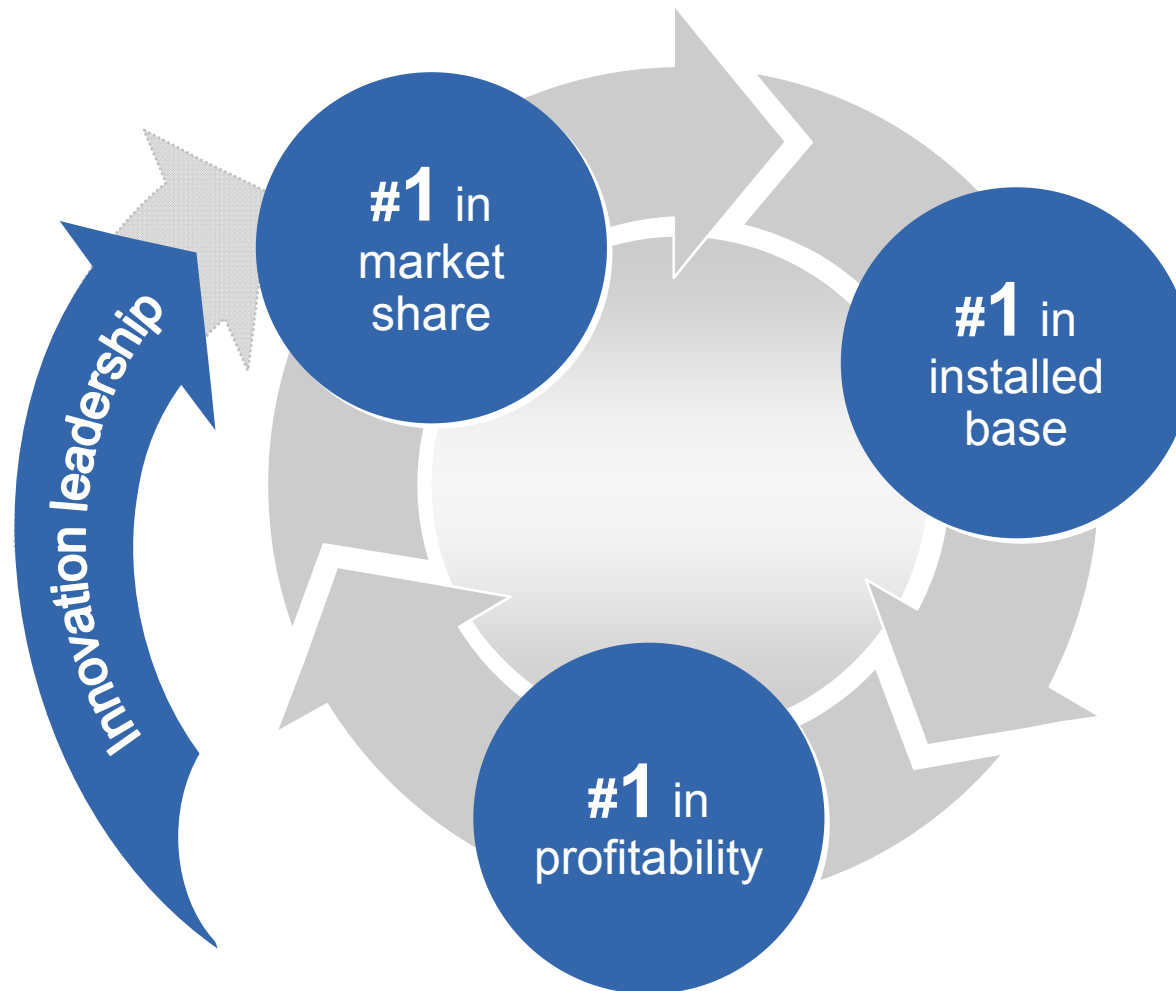 #1 in
market
share
#1 in
installed
base
#1 in
profitability
Innovation leadership